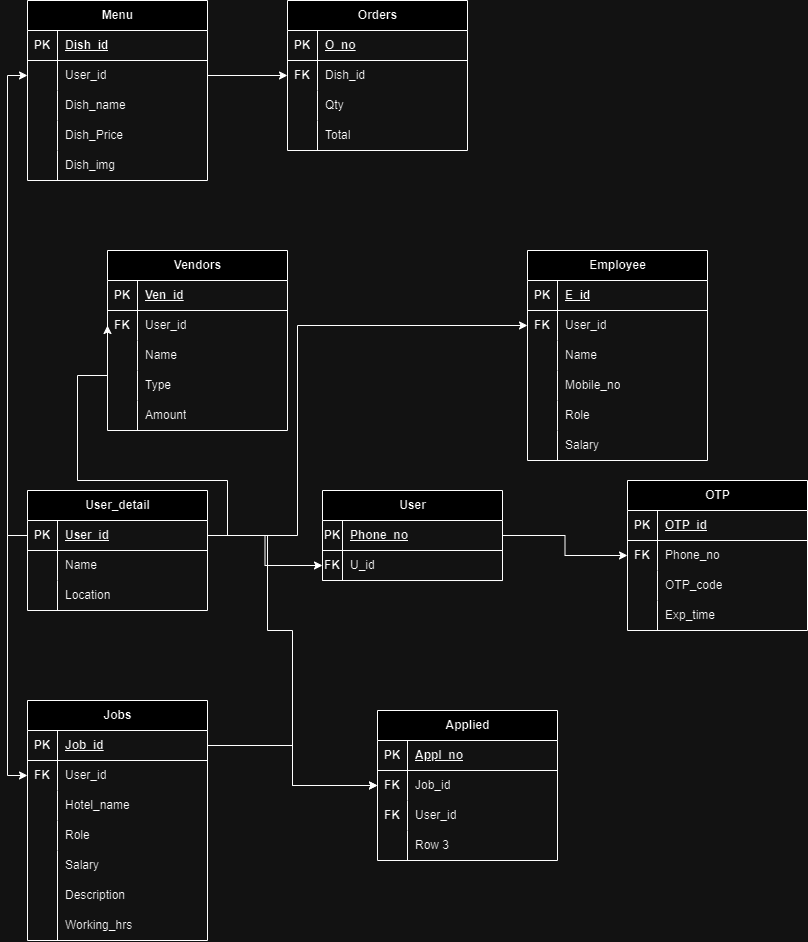 Menu
PK Dish_id
User_id
Dish_name
Dish_Price
Dish_img
Orders
PK O_no
FK Dish_id
Qty
Total
Vendors
PK Ven_id
FK User_id
Name
Type
Amount
Employee
PK E_id
FK User_id
Name
Mobile_no
Role
Salary
User_detail
PK User_id
Name
Location
User
PK Phone_no
FK U_id
OTP
PK OTP_id
FK Phone_no
OTP_code
Exp_time
Jobs
PK Job_id
FK User_id
Hotel_name
Role
Salary
Description
Working_hrs
Applied
PK Appl_no
FK Job_id
FK User_id
Row 3